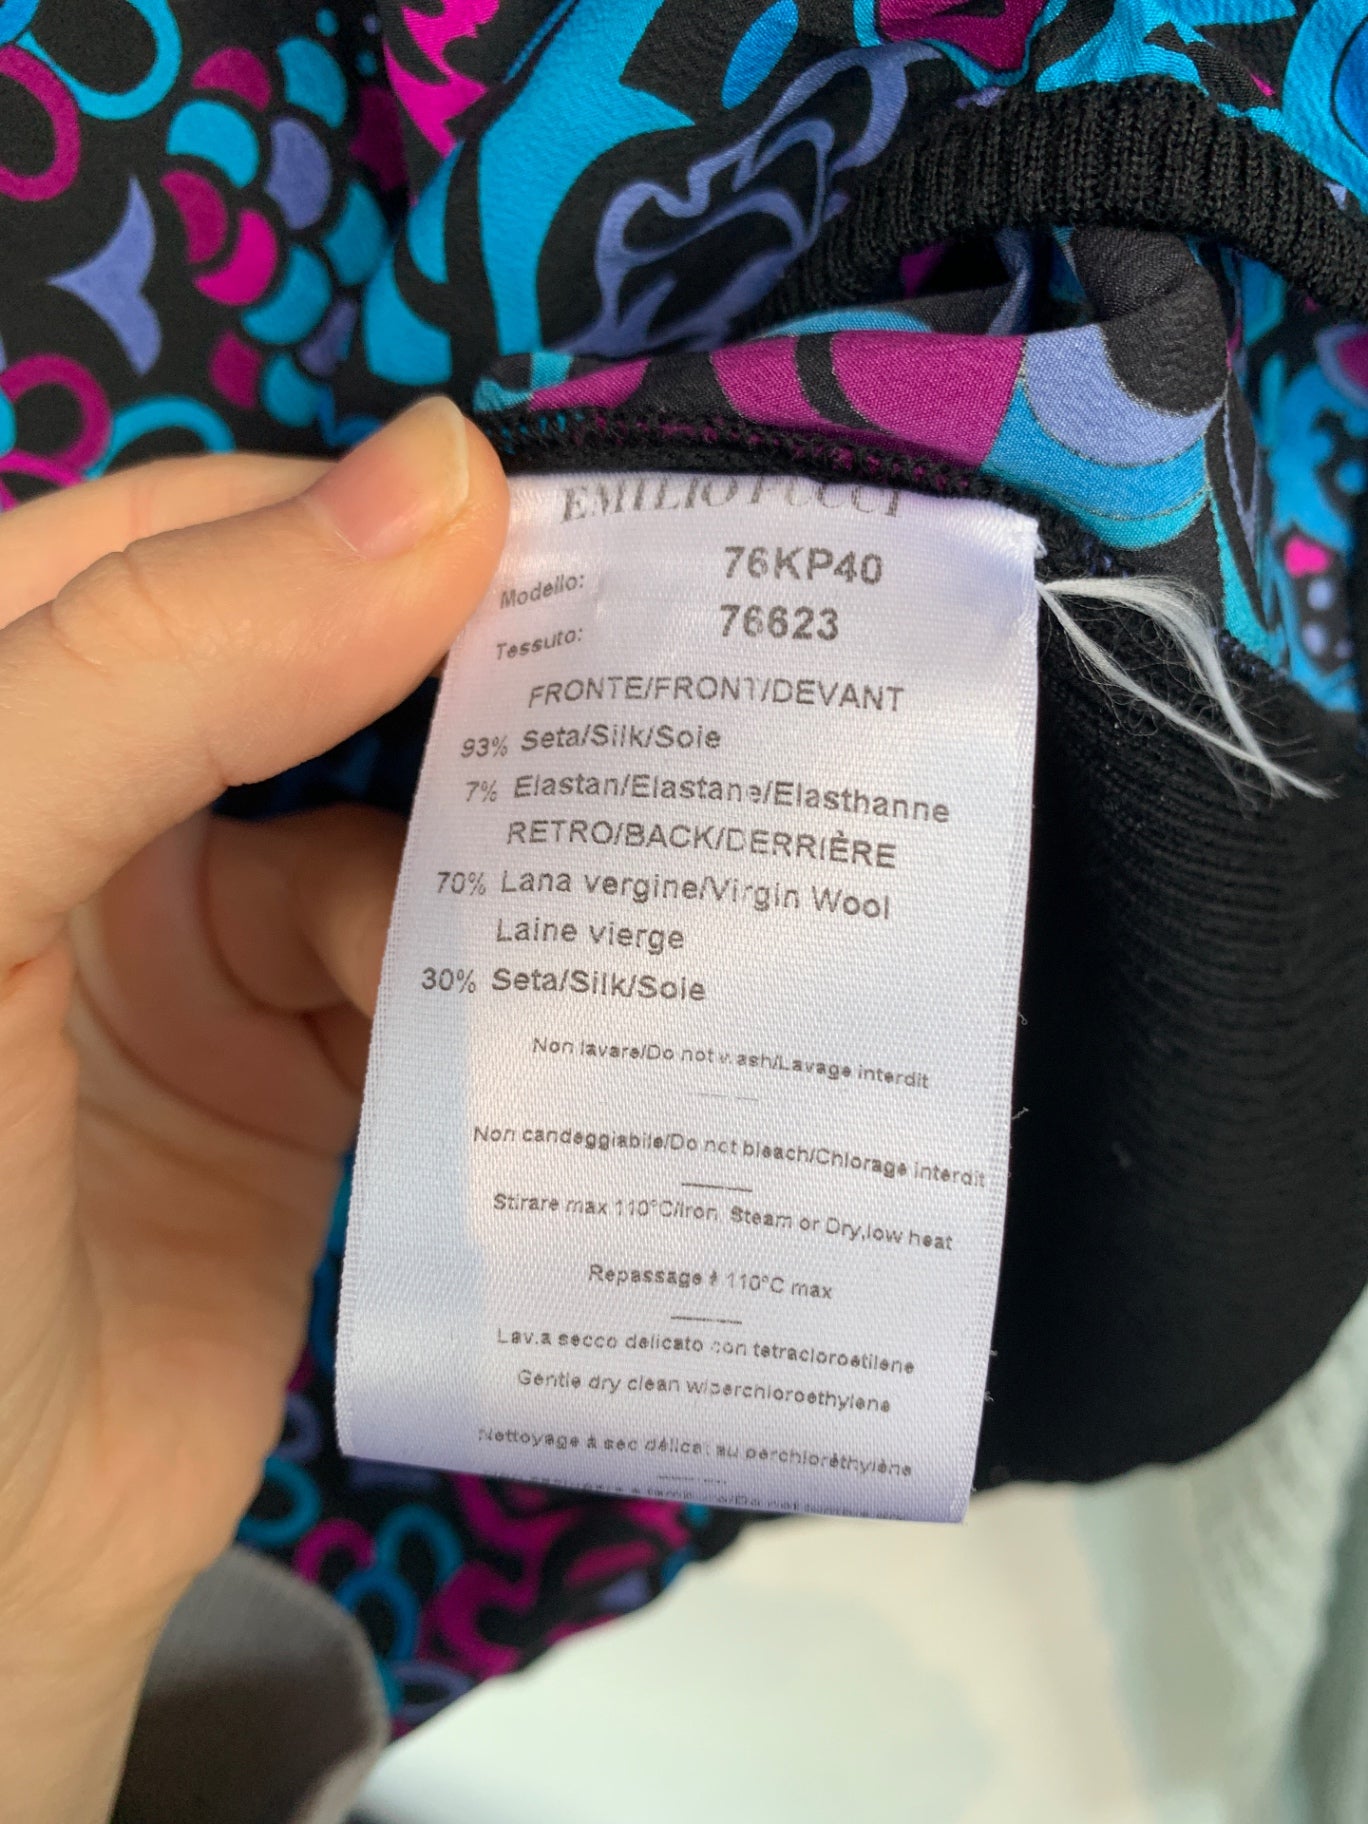 EMILIO PUCCI
Modello: 76KP40
Tessuto: 76623
FRONTE/FRONT/DEVANT
93% Seta/Silk/Soie
7% Elastan/Elastane/Elasthanne
RETRO/BACK/DERRIÈRE
70% Lana vergine/Virgin Wool
Laine vierge
30% Seta/Silk/Soie
Non lavare/Do not wash/Lavage interdit
Non candeggiabile/Do not bleach/Chlorage interdit
Stirare max 110°C/Iron, Steam or Dry,low heat
Repassage à 110°C max
Lav.a secco delicato con tetracloroetilene
Gentle dry clean w/perchloroethylene
Nettoyage à sec délicat au perchloréthylène